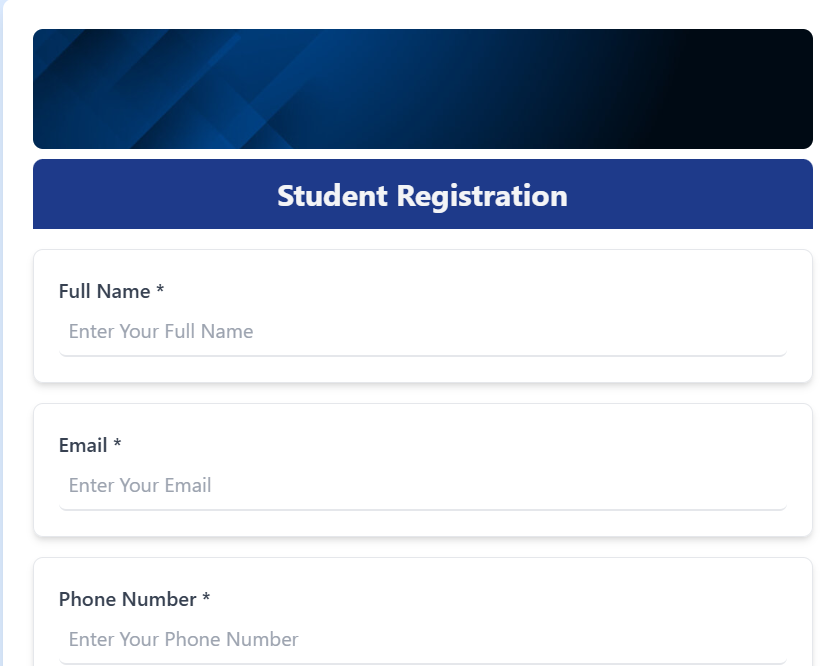 Student Registration
Full Name *
Enter Your Full Name
Email *
Enter Your Email
Phone Number *
Enter Your Phone Number